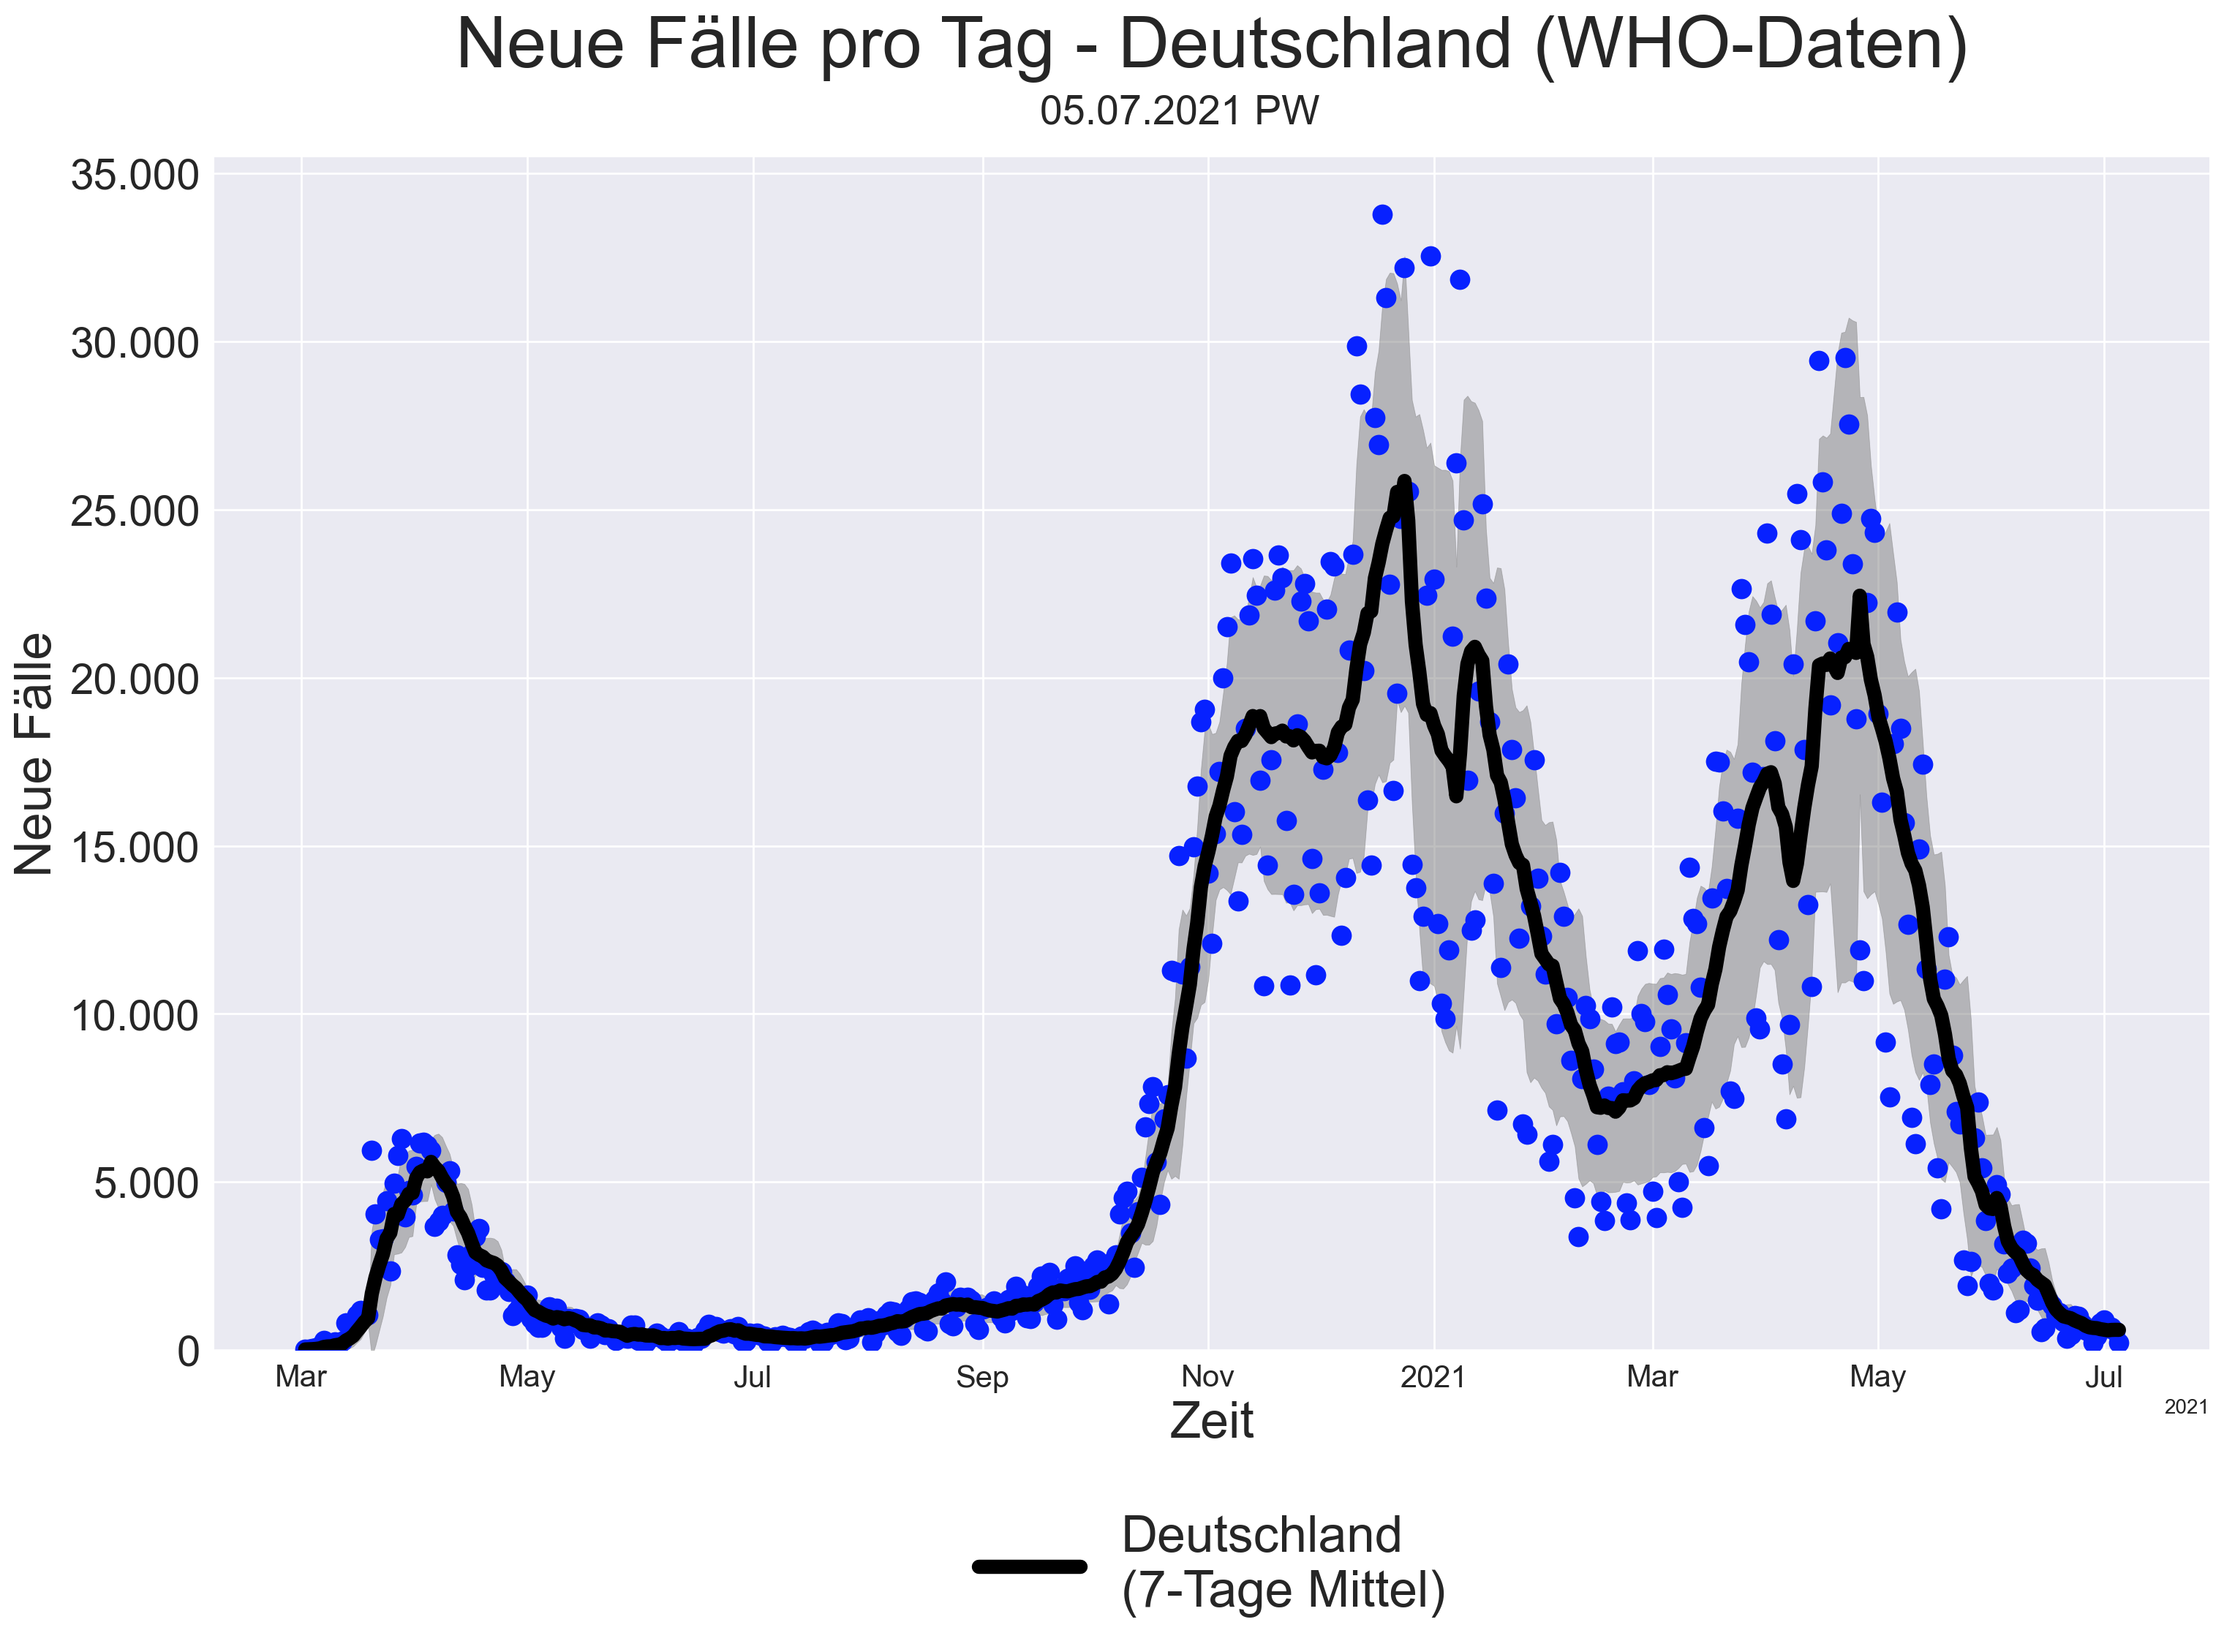 Neue Fälle pro Tag - Deutschland (WHO-Daten)
05.07.2021 PW
35.000
30.000
25.000
20.000
15.000
10.000
5.000
0
Neue Fälle
Mar May Jul Sep Nov 2021 Mar May Jul
2021
Zeit
Deutschland
(7-Tage Mittel)